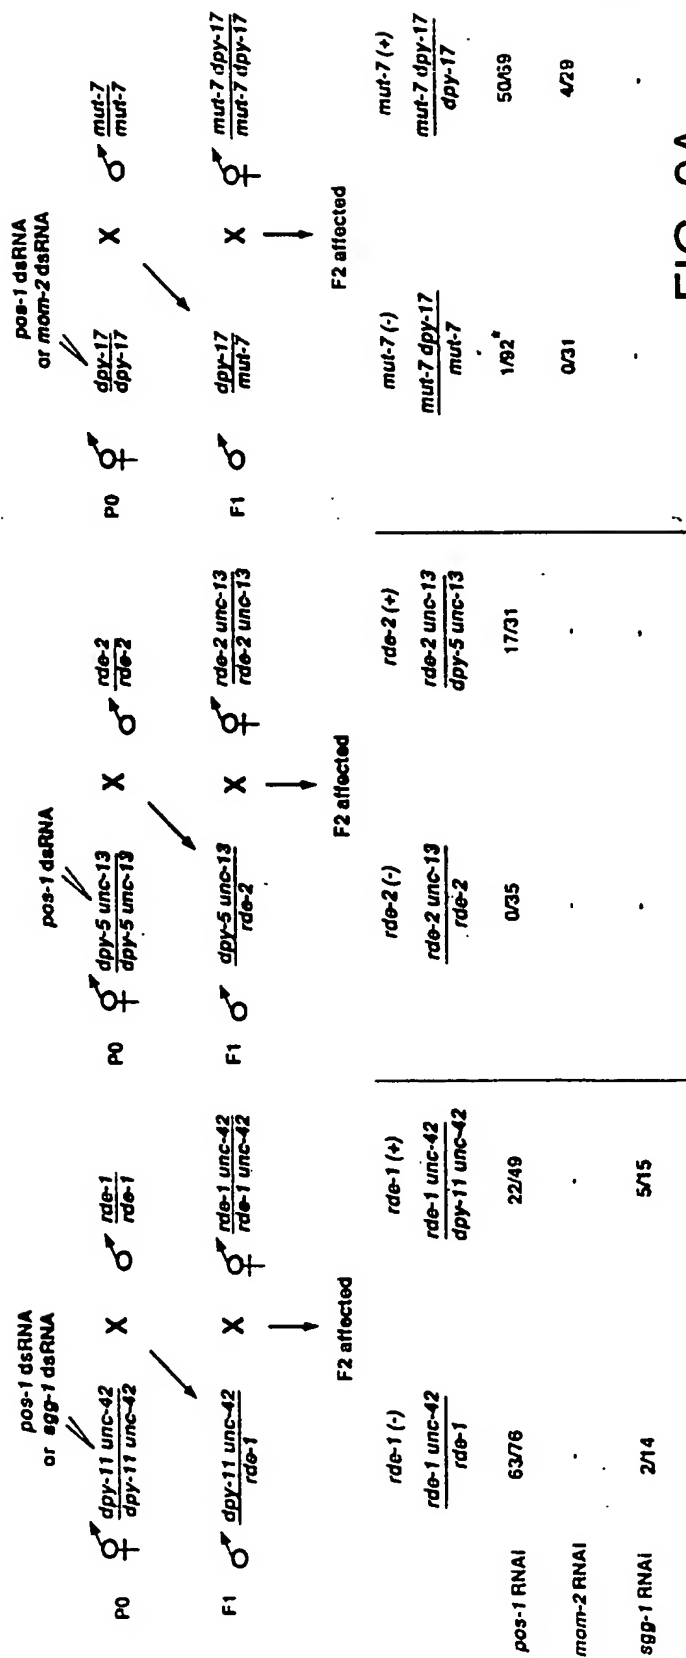 pos-1 dsRNA
or sgg-1 dsRNA
P0
dpy-11 unc-42
dpy-11 unc-42
X
rde-1
rde-1
F1
dpy-11 unc-42
rde-1
X
rde-1 unc-42
rde-1 unc-42
F2 affected
pos-1 dsRNA
P0
dpy-5 unc-13
dpy-5 unc-13
X
rde-2
rde-2
F1
dpy-5 unc-13
rde-2
X
rde-2 unc-13
rde-2 unc-13
F2 affected
pos-1 dsRNA
or mom-2 dsRNA
P0
dpy-17
dpy-17
X
mut-7
mut-7
F1
dpy-17
mut-7
X
mut-7 dpy-17
mut-7 dpy-17
F2 affected
rde-1 (-) rde-1 (+) rde-2 (-) rde-2 (+) mut-7 (-) mut-7 (+)
rde-1 unc-42 rde-1 unc-42 rde-2 unc-13 rde-2 unc-13 mut-7 dpy-17 mut-7 dpy-17
rde-1 dpy-11 unc-42 rde-2 dpy-5 unc-13 mut-7 dpy-17
pos-1 RNAi 63/76 22/49 0/35 17/31 1/92* 50/69
mom-2 RNAi - - - - 0/31 4/29
sgg-1 RNAi 2/14 5/15 - - - -
FIG.